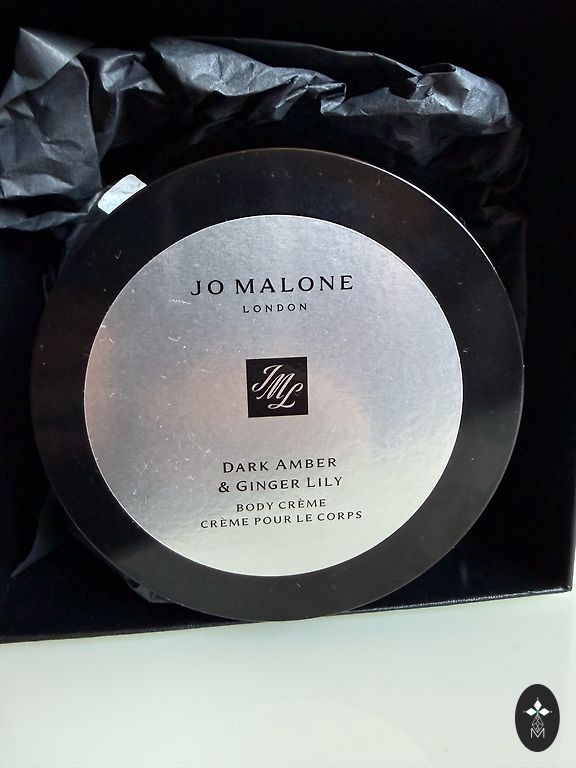 JO MALONE
LONDON
JML
DARK AMBER
& GINGER LILY
BODY CRÈME
CRÈME POUR LE CORPS
M